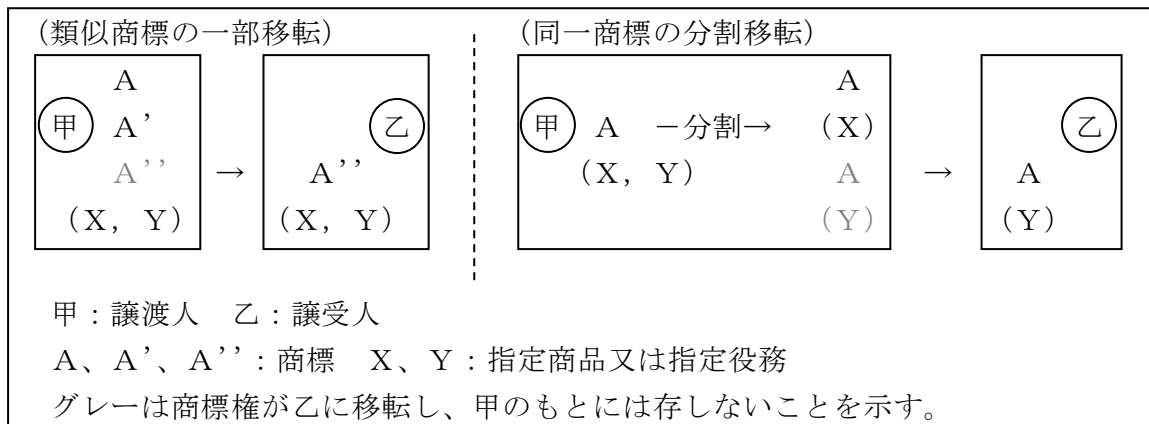 （類似商標の一部移転）
（同一商標の分割移転）
甲
A
A’
A’’
（X，Y）
→
乙
A’’
（X，Y）
甲
A －分割→
（X，Y）
A
（X）
A
（Y）
→
乙
A
（Y）
甲：譲渡人　乙：譲受人
A、A’、A’’：商標　X、Y：指定商品又は指定役務
グレーは商標権が乙に移転し、甲のもとには存しないことを示す。